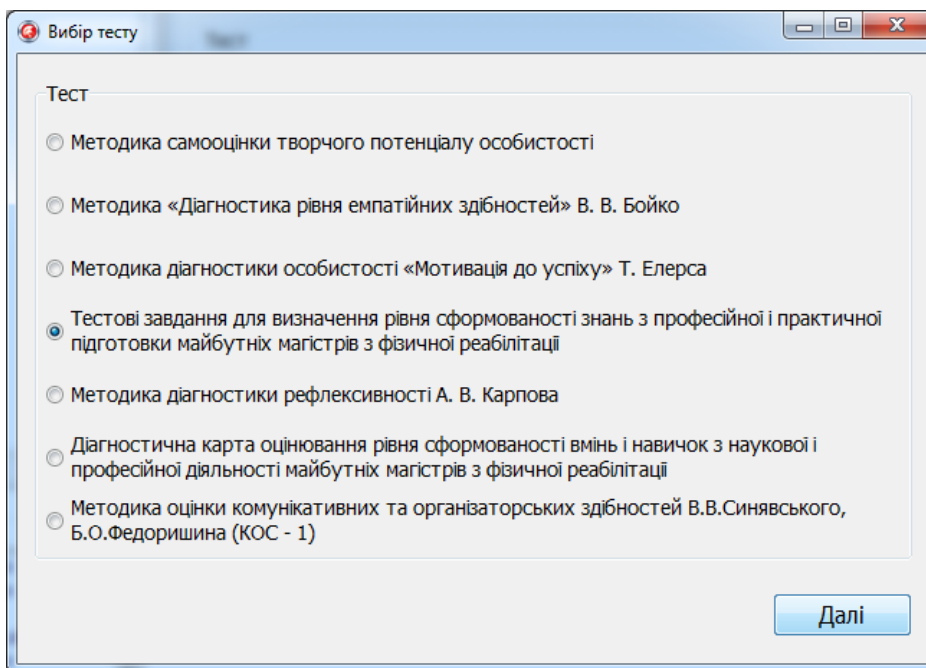 Вибір тесту
Тест
Методика самооцінки творчого потенціалу особистості
Методика «Діагностика рівня емпатійних здібностей» В. В. Бойко
Методика діагностики особистості «Мотивація до успіху» Т. Елерса
Тестові завдання для визначення рівня сформованості знань з професійної і практичної
підготовки майбутніх магістрів з фізичної реабілітації
Методика діагностики рефлексивності А. В. Карпова
Діагностична карта оцінювання рівня сформованості вмінь і навичок з наукової і
професійної діяльності майбутніх магістрів з фізичної реабілітації
Методика оцінки комунікативних та організаторських здібностей В.В.Синявського,
Б.О.Федоришина (КОС - 1)
Далі